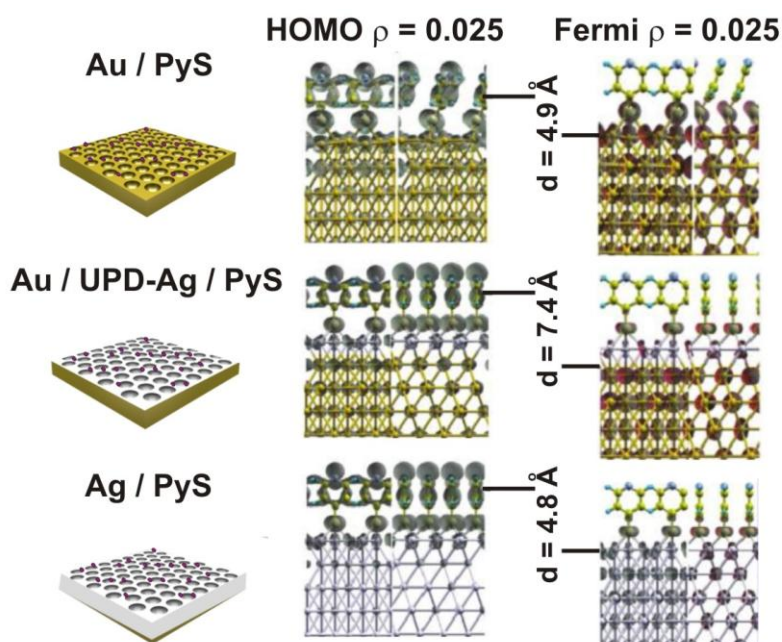 HOMO ρ = 0.025
Fermi ρ = 0.025
Au / PyS
d = 4.9 Å
Au / UPD-Ag / PyS
d = 7.4 Å
Ag / PyS
d = 4.8 Å